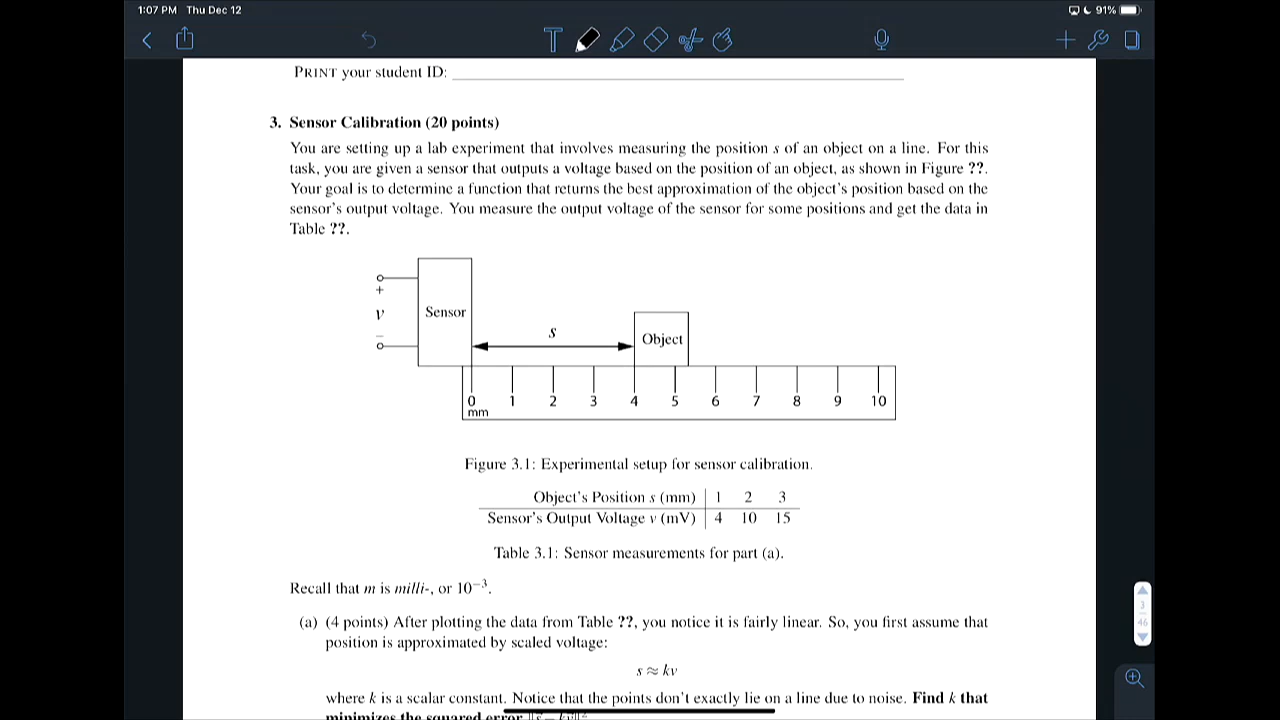 1:07 PM Thu Dec 12
91%
PRINT your student ID:
3. Sensor Calibration (20 points)
You are setting up a lab experiment that involves measuring the position s of an object on a line. For this
task, you are given a sensor that outputs a voltage based on the position of an object, as shown in Figure ??.
Your goal is to determine a function that returns the best approximation of the object's position based on the
sensor's output voltage. You measure the output voltage of the sensor for some positions and get the data in
Table ??.
+
v
−
Sensor
s
Object
0 1 2 3 4 5 6 7 8 9 10
mm
Figure 3.1: Experimental setup for sensor calibration.
Object's Position s (mm) 1 2 3
Sensor's Output Voltage v (mV) 4 10 15
Table 3.1: Sensor measurements for part (a).
Recall that m is milli-, or 10⁻³.
(a) (4 points) After plotting the data from Table ??, you notice it is fairly linear. So, you first assume that
position is approximated by scaled voltage:
s ≈ kv
where k is a scalar constant. Notice that the points don't exactly lie on a line due to noise. Find k that
minimizes the squared error
3
46